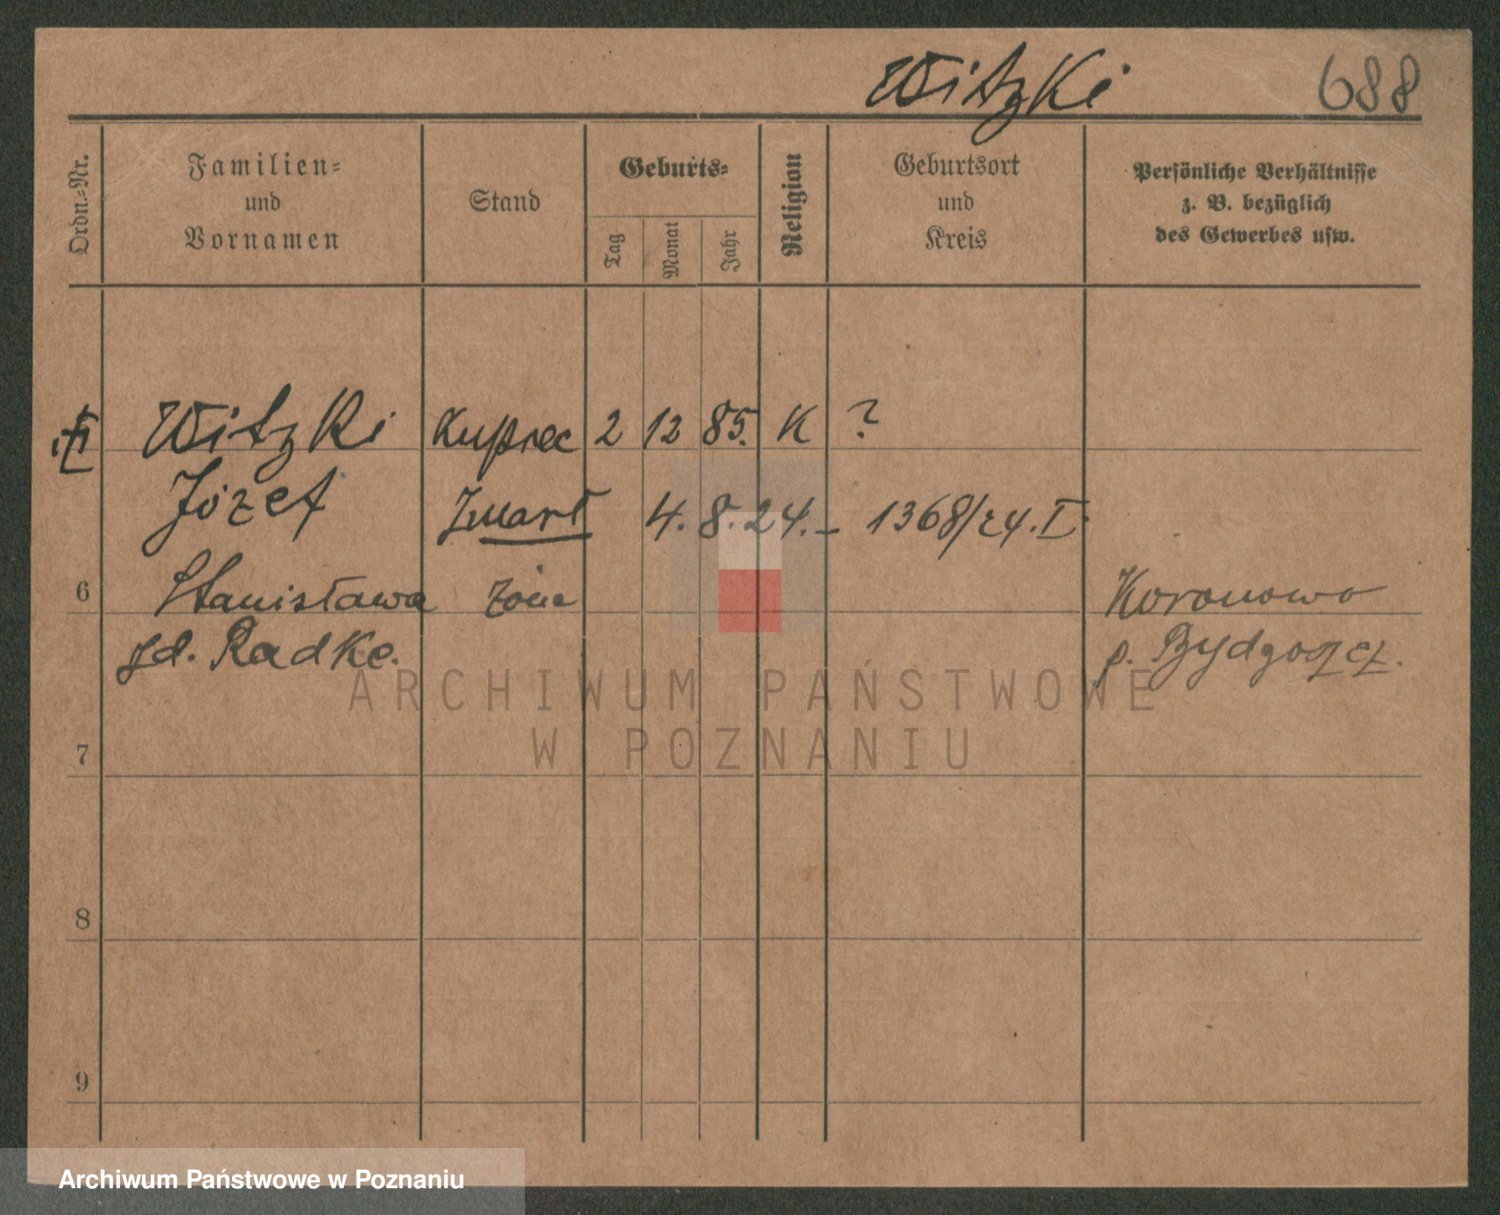 Witzki 688
Ordn.-Nr.
Familien-
und
Vornamen
Stand
Geburts-
Tag
Monat
Jahr
Religion
Geburtsort
und
Kreis
Persönliche Verhältnisse
z. B. bezüglich
des Gewerbes usw.
Witzki Kupiec 2 12 85. K ?
Józef Zmarł 4. 8. 24. – 1368/24. I.
6 Stanisława żona Koronowo
zd. Radke. p. Bydgoszcz.
ARCHIWUM PAŃSTWOWE
W POZNANIU
7
8
9
Archiwum Państwowe w Poznaniu